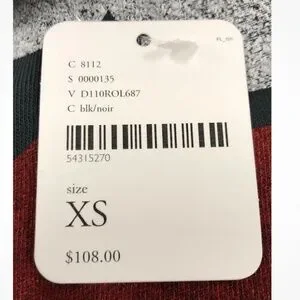 C 8112
S 0000135
V D110ROL687
C blk/noir
54315270
size
XS
$108.00